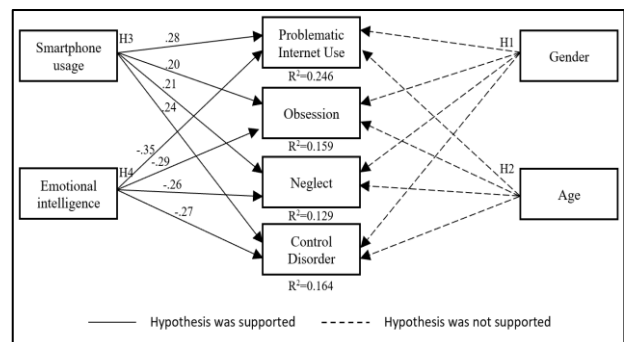 Smartphone
usage
H3
.28
.20
.21
.24
Problematic
Internet Use
R²=0.246
H1
Gender
Obsession
R²=0.159
-.35
H4
-.29
-.26
-.27
Emotional
intelligence
Neglect
R²=0.129
H2
Age
Control
Disorder
R²=0.164
Hypothesis was supported
Hypothesis was not supported